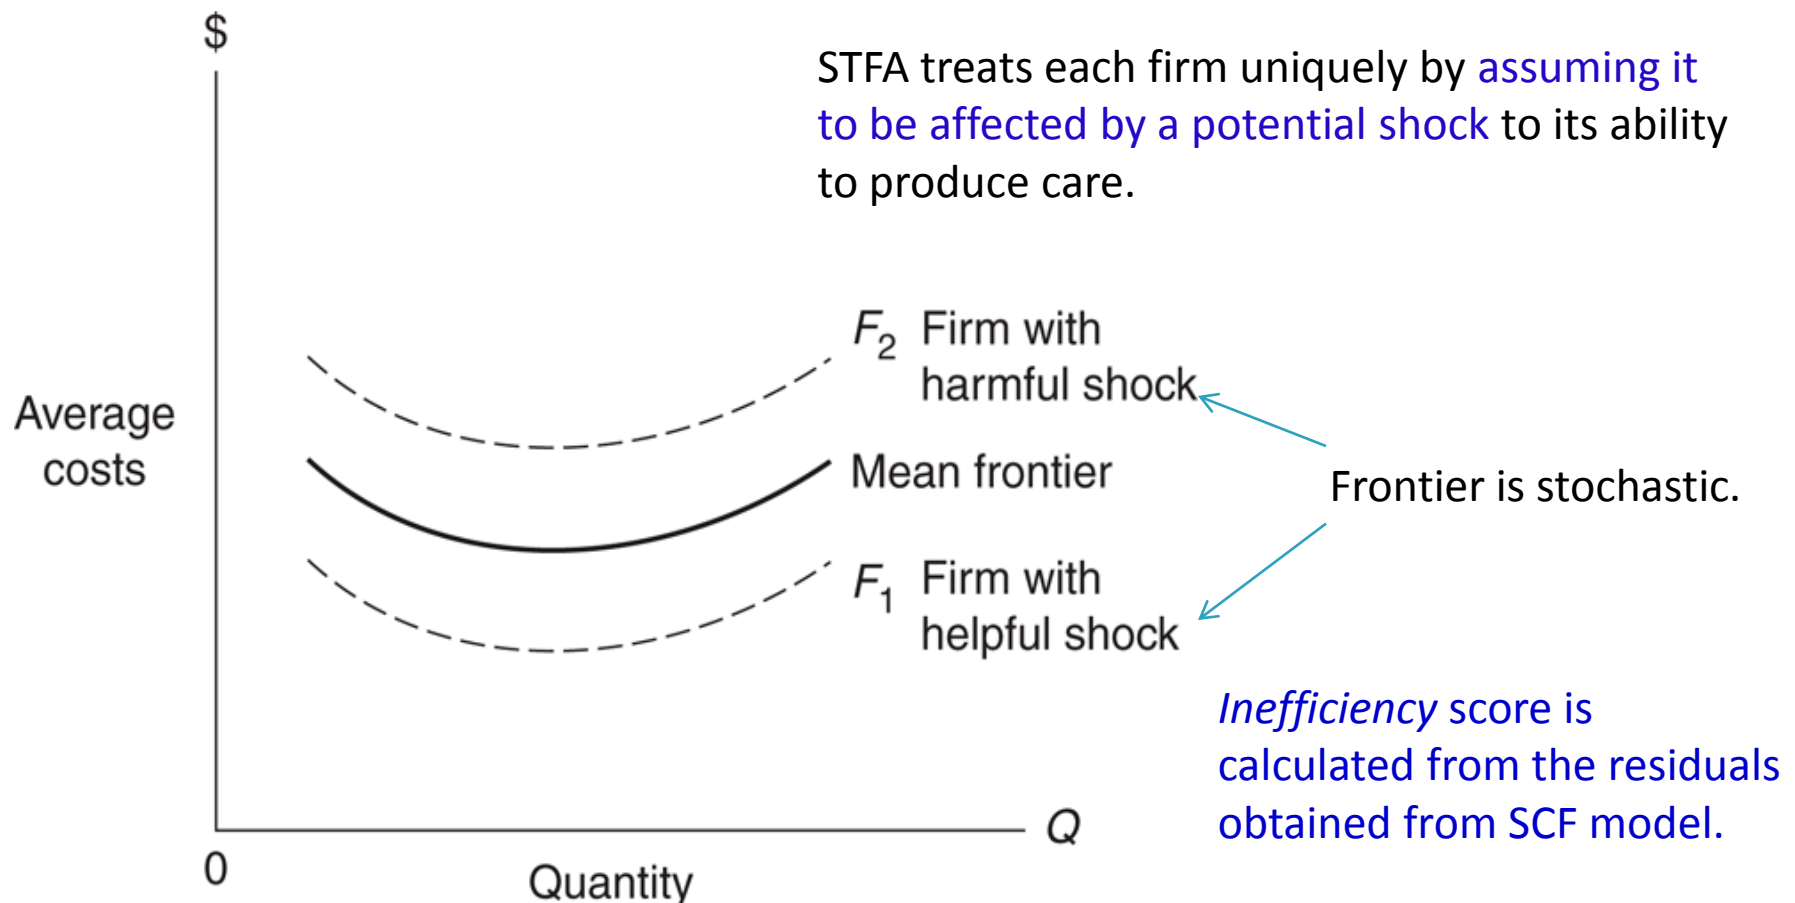 $
STFA treats each firm uniquely by assuming it
to be affected by a potential shock to its ability
to produce care.
F2 Firm with
harmful shock
Average
costs
Mean frontier
Frontier is stochastic.
F1 Firm with
helpful shock
Inefficiency score is
calculated from the residuals
obtained from SCF model.
Q
0
Quantity